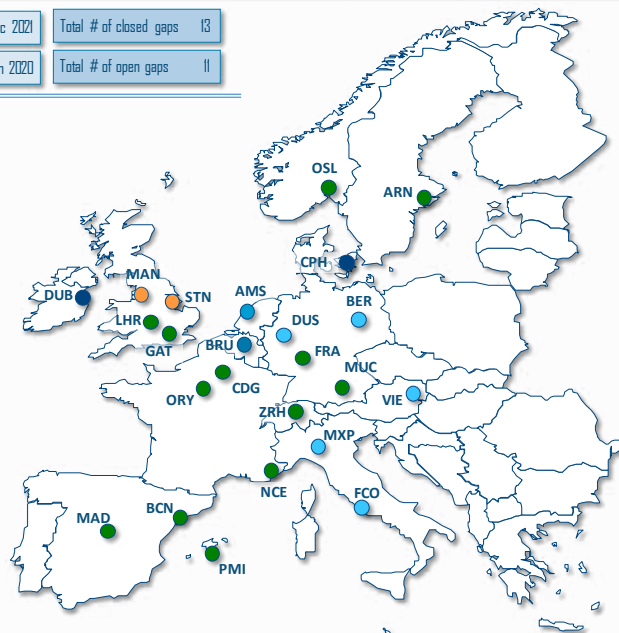 c 2021 Total # of closed gaps 13
n 2020 Total # of open gaps 11
OSL
ARN
CPH
MAN
DUB
STN
AMS
BER
LHR
DUS
GAT
BRU
FRA
MUC
CDG
ORY
VIE
ZRH
MXP
NCE
FCO
BCN
MAD
PMI